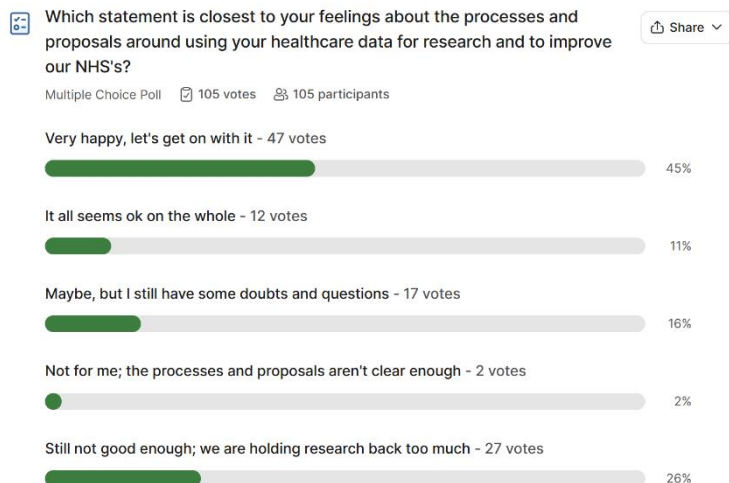 Which statement is closest to your feelings about the processes and
proposals around using your healthcare data for research and to improve
our NHS's?
Share
Multiple Choice Poll 105 votes 105 participants
Very happy, let's get on with it - 47 votes
45%
It all seems ok on the whole - 12 votes
11%
Maybe, but I still have some doubts and questions - 17 votes
16%
Not for me; the processes and proposals aren't clear enough - 2 votes
2%
Still not good enough; we are holding research back too much - 27 votes
26%